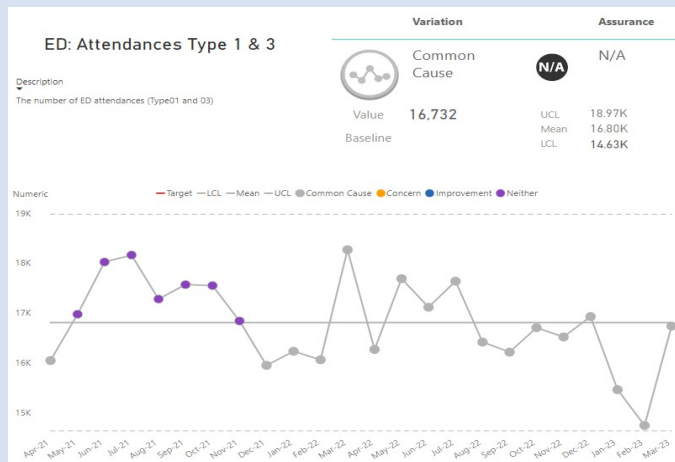 Variation Assurance
ED: Attendances Type 1 & 3
Common Cause
N/A
N/A
Description
The number of ED attendances (Type01 and 03)
Value 16,732
Baseline
UCL 18.97K
Mean 16.80K
LCL 14.63K
Numeric
Target LCL Mean UCL Common Cause Concern Improvement Neither
19K
18K
17K
16K
15K
Apr-21 May-21 Jun-21 Jul-21 Aug-21 Sep-21 Oct-21 Nov-21 Dec-21 Jan-22 Feb-22 Mar-22 Apr-22 May-22 Jun-22 Jul-22 Aug-22 Sep-22 Oct-22 Nov-22 Dec-22 Jan-23 Feb-23 Mar-23